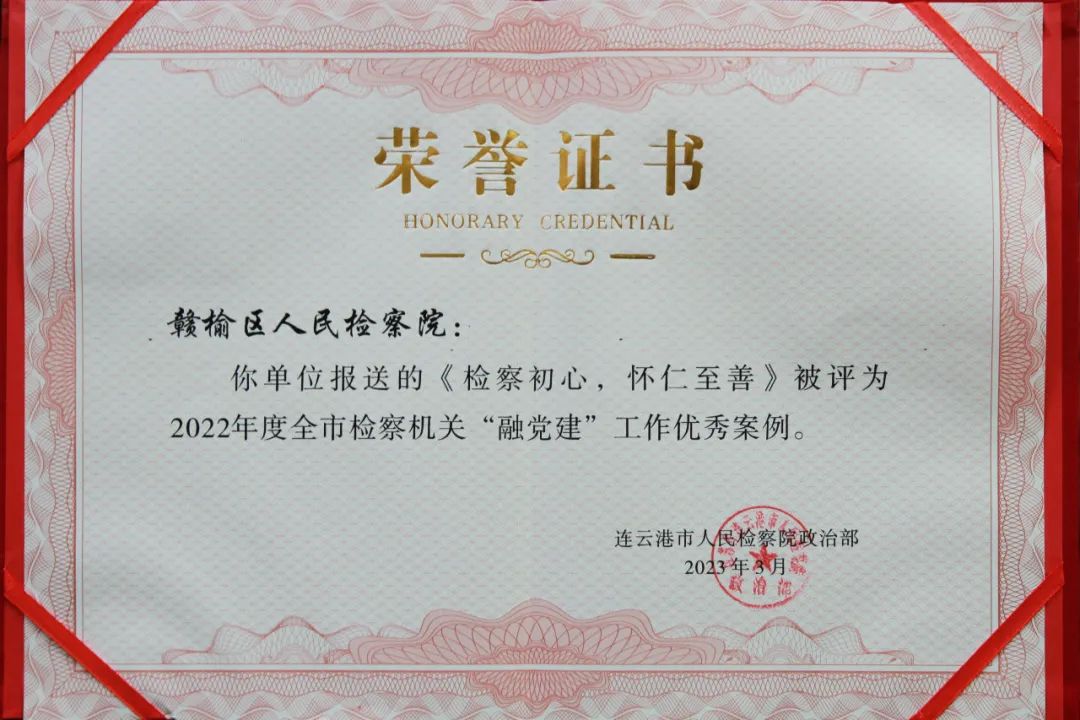 荣誉证书
HONORARY CREDENTIAL
赣榆区人民检察院：
你单位报送的《检察初心，怀仁至善》被评为
2022年度全市检察机关“融党建”工作优秀案例。
连云港市人民检察院政治部
2023年3月
政治部